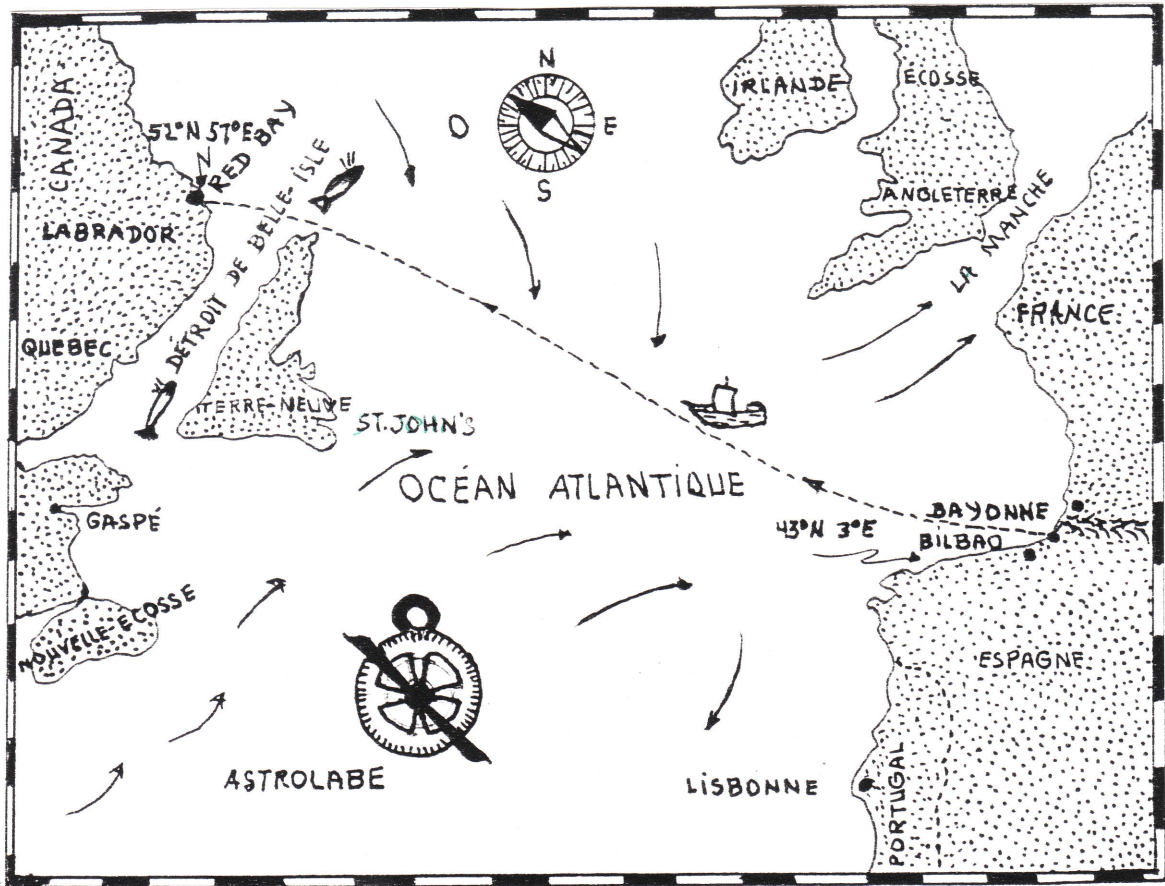 N
O
E
S
CANADA
52°N 57°E
RED BAY
LABRADOR
DÉTROIT DE BELLE-ISLE
QUEBEC
TERRE-NEUVE
ST. JOHN'S
IRLANDE
ÉCOSSE
ANGLETERRE
LA MANCHE
FRANCE
OCÉAN ATLANTIQUE
GASPÉ
NOUVELLE-ECOSSE
43°N 3°E
BAYONNE
BILBAO
ESPAGNE
ASTROLABE
LISBONNE
PORTUGAL